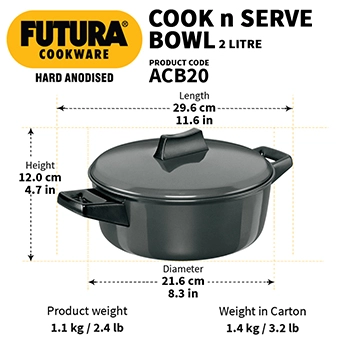 FUTURA®
COOKWARE
HARD ANODISED
COOK n SERVE
BOWL 2 LITRE
PRODUCT CODE
ACB20
Length
29.6 cm
11.6 in
Height
12.0 cm
4.7 in
Diameter
21.6 cm
8.3 in
Product weight
1.1 kg / 2.4 lb
Weight in Carton
1.4 kg / 3.2 lb